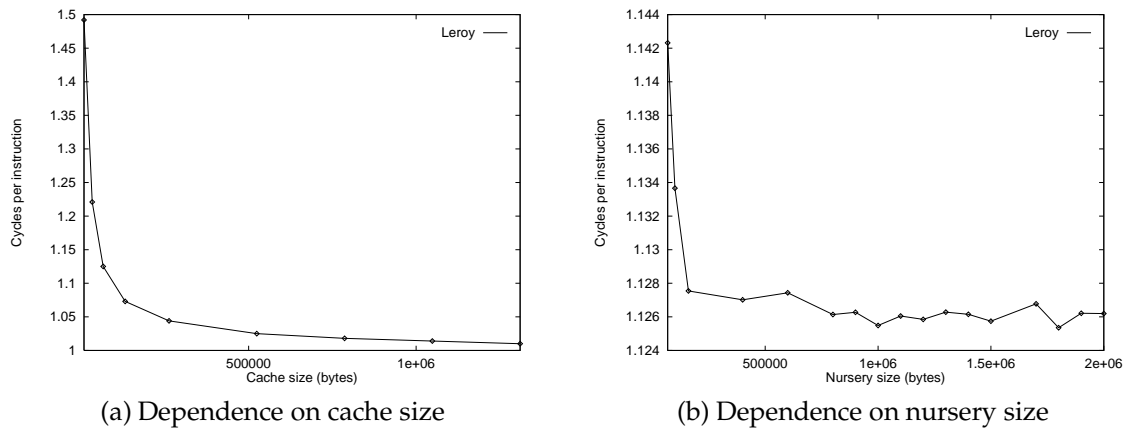 1.5
1.45
1.4
1.35
1.3
1.25
1.2
1.15
1.1
1.05
1
Cycles per instruction
Leroy
500000
1e+06
Cache size (bytes)
(a) Dependence on cache size
1.144
1.142
1.14
1.138
1.136
1.134
1.132
1.13
1.128
1.126
1.124
Cycles per instruction
Leroy
500000
1e+06
1.5e+06
2e+06
Nursery size (bytes)
(b) Dependence on nursery size